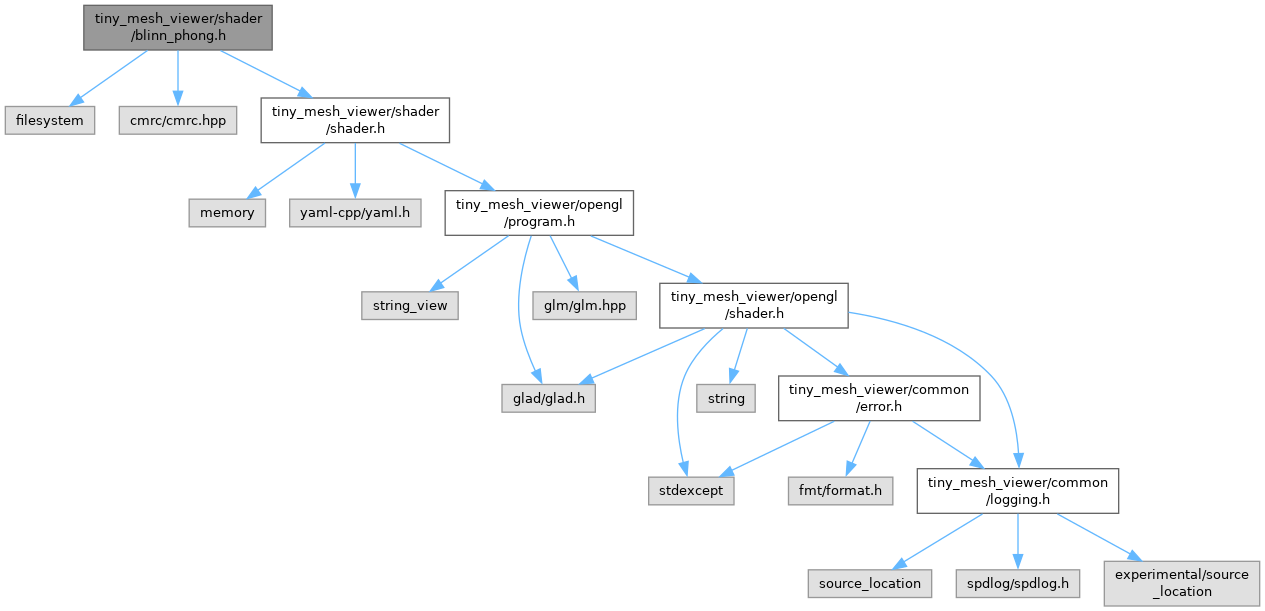 tiny_mesh_viewer/shader
/blinn_phong.h
filesystem
cmrc/cmrc.hpp
tiny_mesh_viewer/shader
/shader.h
memory
yaml-cpp/yaml.h
tiny_mesh_viewer/opengl
/program.h
string_view
glm/glm.hpp
tiny_mesh_viewer/opengl
/shader.h
glad/glad.h
string
tiny_mesh_viewer/common
/error.h
stdexcept
fmt/format.h
tiny_mesh_viewer/common
/logging.h
source_location
spdlog/spdlog.h
experimental/source
_location